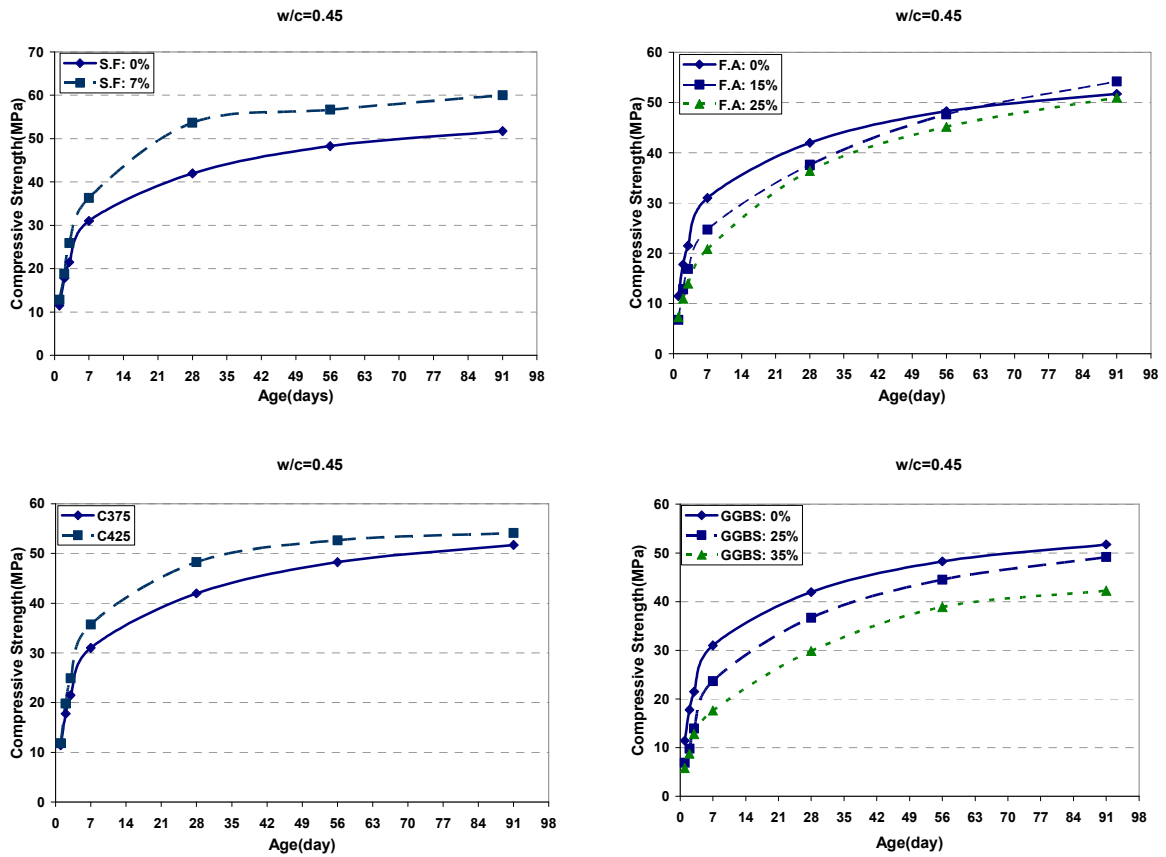 w/c=0.45
70
60
50
40
30
20
10
0
Compressive Strength(MPa)
S.F: 0%
S.F: 7%
0 7 14 21 28 35 42 49 56 63 70 77 84 91 98
Age(days)
w/c=0.45
60
50
40
30
20
10
0
Compressive Strength(MPa)
F.A: 0%
F.A: 15%
F.A: 25%
0 7 14 21 28 35 42 49 56 63 70 77 84 91 98
Age(day)
w/c=0.45
60
50
40
30
20
10
0
Compressive Strength(MPa)
C375
C425
0 7 14 21 28 35 42 49 56 63 70 77 84 91 98
Age(day)
w/c=0.45
60
50
40
30
20
10
0
Compressive Strength(MPa)
GGBS: 0%
GGBS: 25%
GGBS: 35%
0 7 14 21 28 35 42 49 56 63 70 77 84 91 98
Age(day)